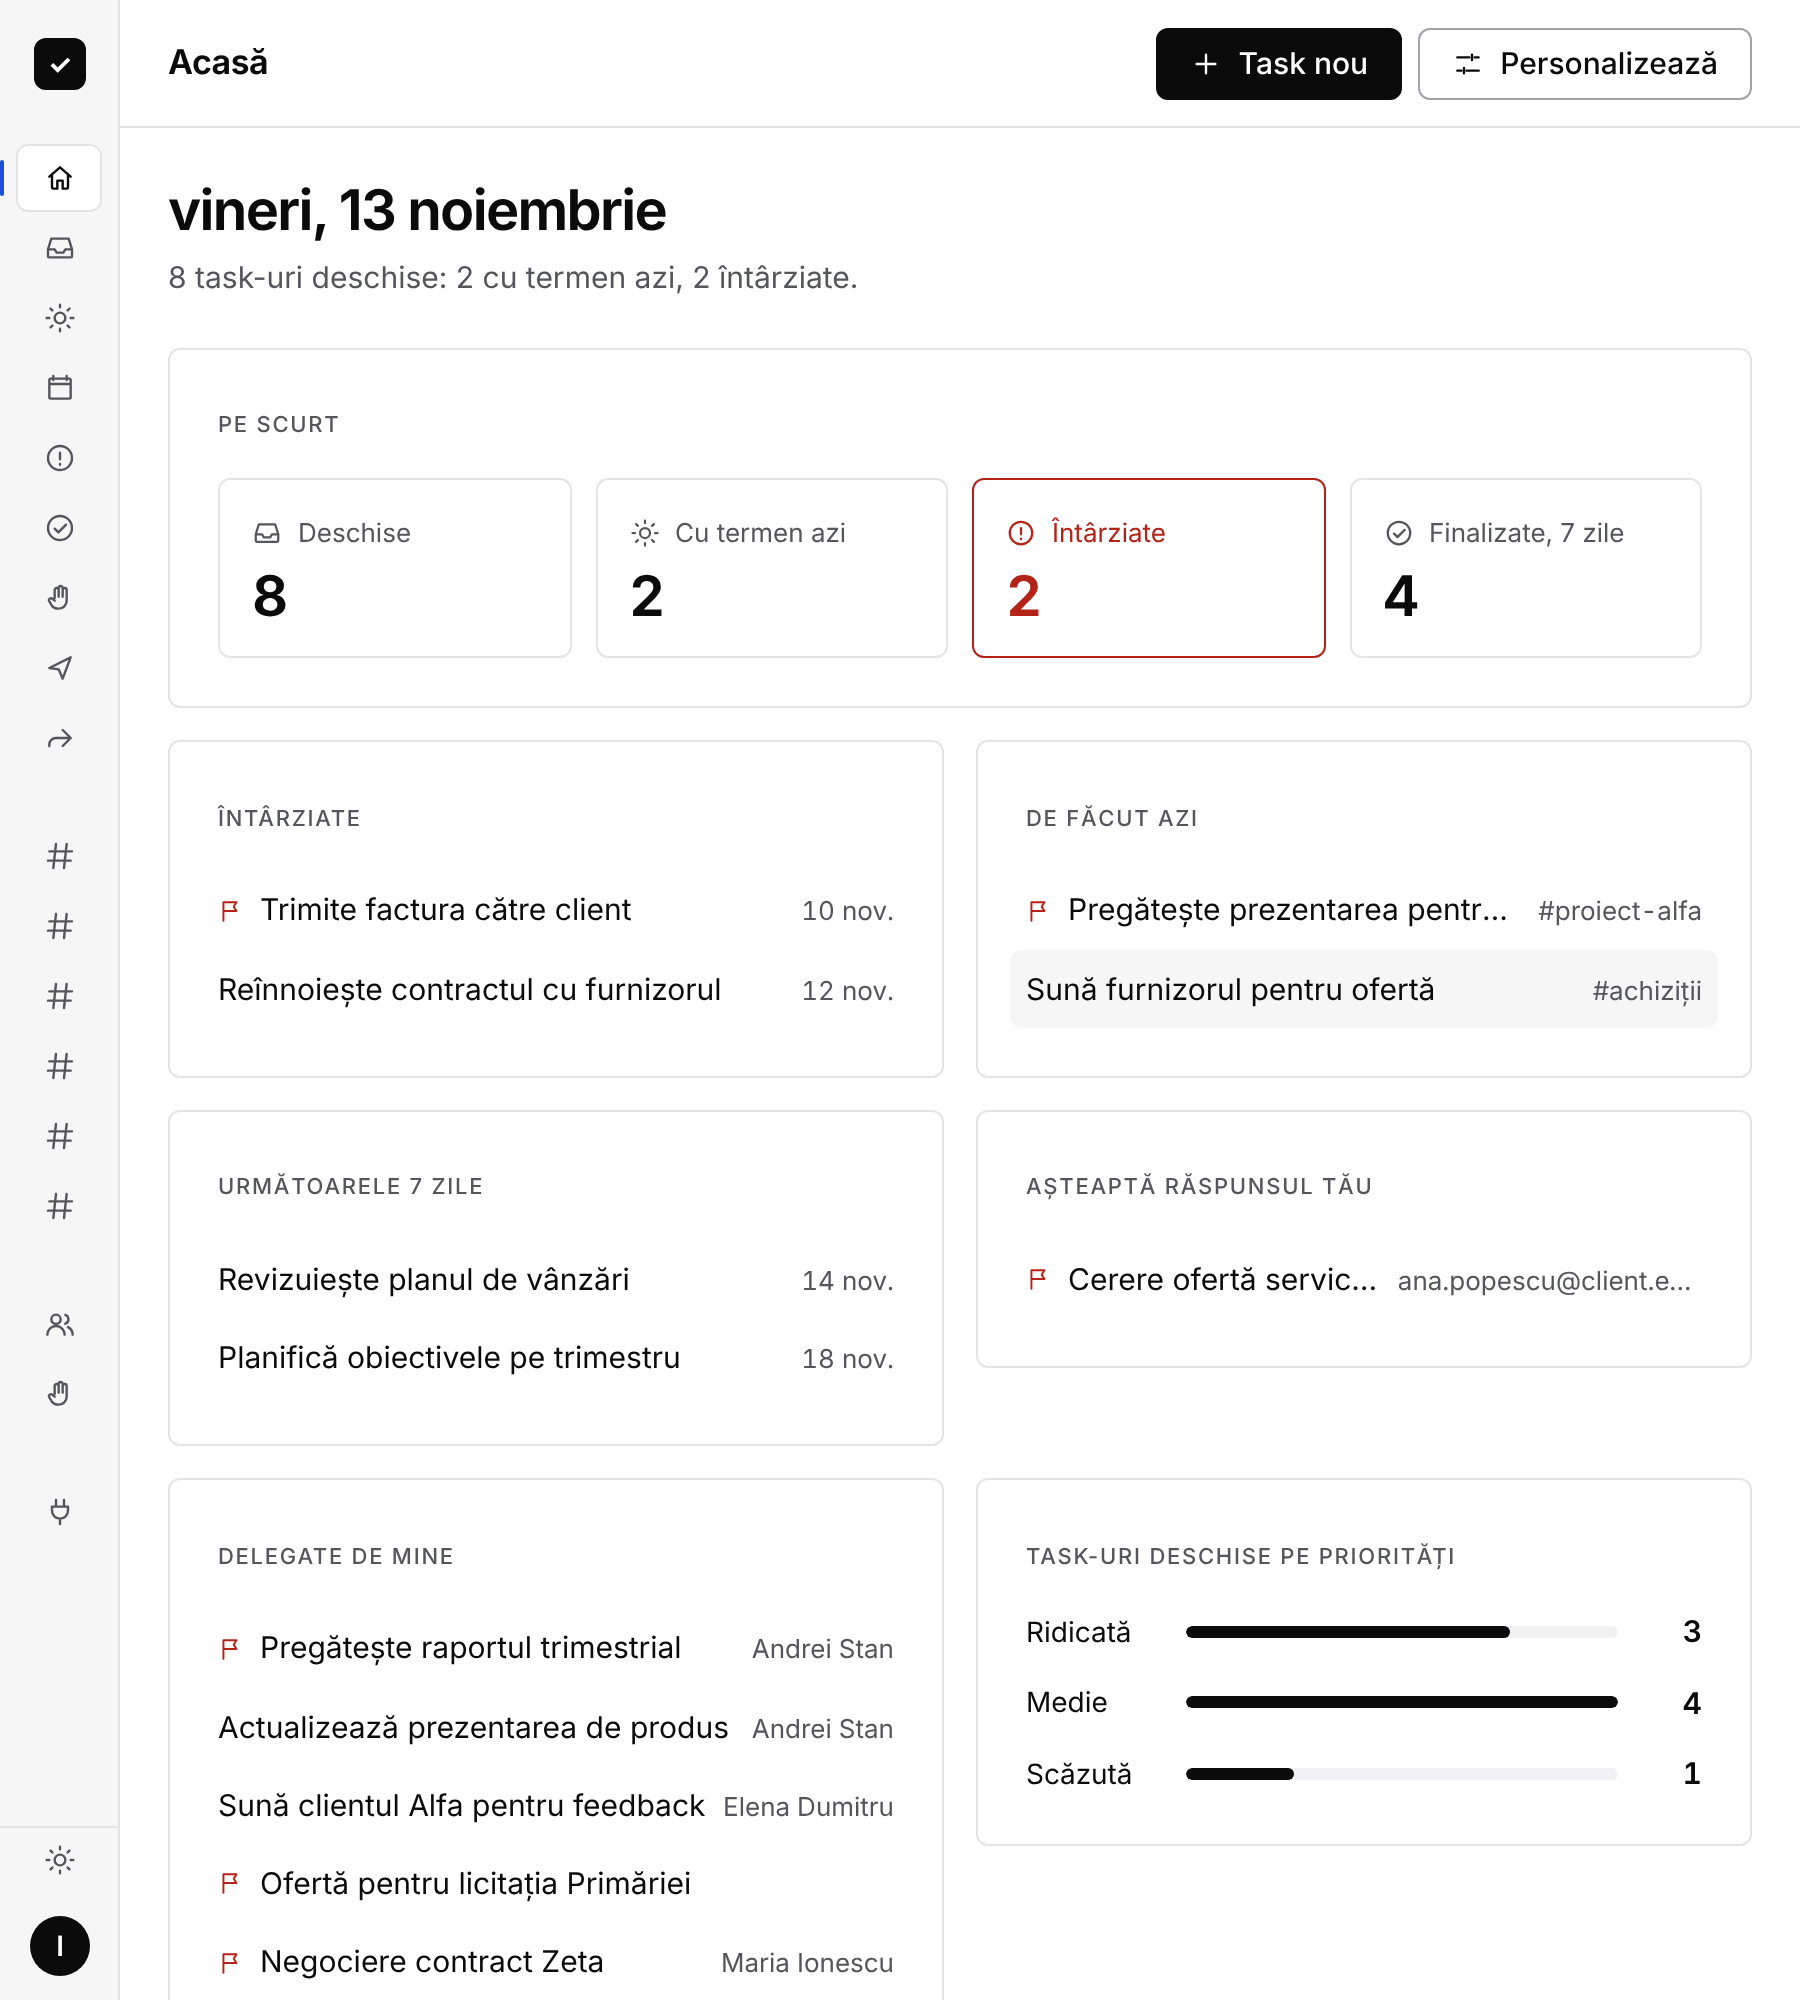 Acasă
Task nou
Personalizează
vineri, 13 noiembrie
8 task-uri deschise: 2 cu termen azi, 2 întârziate.
PE SCURT
Deschise
8
Cu termen azi
2
Întârziate
2
Finalizate, 7 zile
4
ÎNTÂRZIATE
Trimite factura către client 10 nov.
Reînnoiește contractul cu furnizorul 12 nov.
DE FĂCUT AZI
Pregătește prezentarea pentr... #proiect-alfa
Sună furnizorul pentru ofertă #achiziții
URMĂTOARELE 7 ZILE
Revizuiește planul de vânzări 14 nov.
Planifică obiectivele pe trimestru 18 nov.
AȘTEAPTĂ RĂSPUNSUL TĂU
Cerere ofertă servic... ana.popescu@client.e...
DELEGATE DE MINE
Pregătește raportul trimestrial Andrei Stan
Actualizează prezentarea de produs Andrei Stan
Sună clientul Alfa pentru feedback Elena Dumitru
Ofertă pentru licitația Primăriei
Negociere contract Zeta Maria Ionescu
TASK-URI DESCHISE PE PRIORITĂȚI
Ridicată 3
Medie 4
Scăzută 1
I